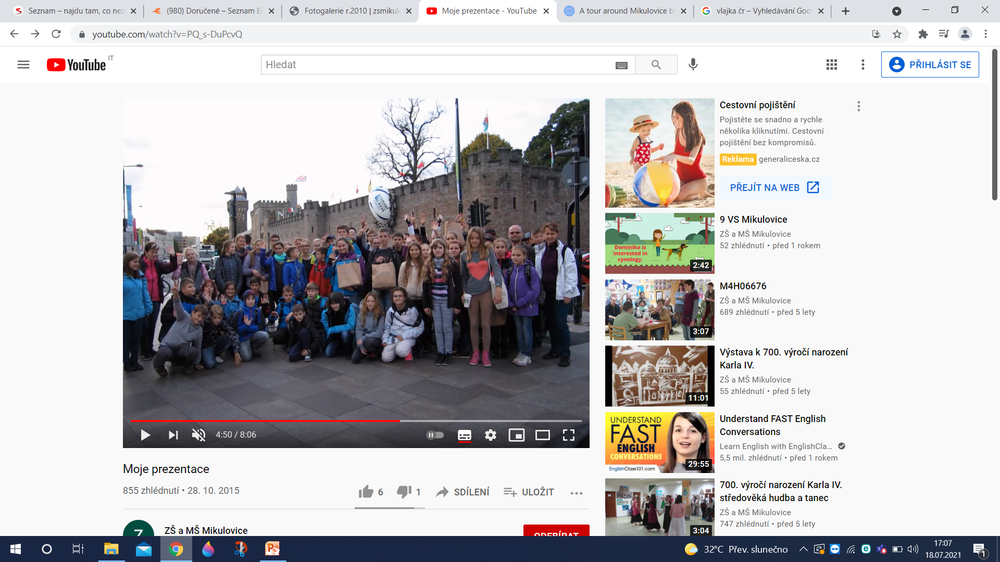 Seznam – najdu tam, co nez
(980) Doručené – Seznam Em
Fotogalerie r.2010 | zsmikul
Moje prezentace - YouTube
A tour around Mikulovice by
vlajka čr – Vyhledávání Goo
youtube.com/watch?v=PQ_s-DuPcvQ
YouTube IT
Hledat
PŘIHLÁSIT SE
RUGBY
2015
4:50 / 8:06
Moje prezentace
855 zhlédnutí • 28. 10. 2015
6
1
SDÍLENÍ
ULOŽIT
Z
ZŠ a MŠ Mikulovice
ODEBÍRAT
Cestovní pojištění
Pojistěte se snadno a rychle
několika kliknutími. Cestovní
pojištění bez kompromisů.
Reklama generaliceska.cz
PŘEJÍT NA WEB
Dominika is
interested in
cynology.
2:42
9 VS Mikulovice
ZŠ a MŠ Mikulovice
52 zhlédnutí • před 1 rokem
3:07
M4H06676
ZŠ a MŠ Mikulovice
689 zhlédnutí • před 5 lety
11:01
Výstava k 700. výročí narození
Karla IV.
ZŠ a MŠ Mikulovice
55 zhlédnutí • před 5 lety
UNDERSTAND
FAST
ENGLISH
CONVERSATIONS
EnglishClass101.com
29:55
Understand FAST English
Conversations
Learn English with EnglishCla...
5,5 mil. zhlédnutí • před 1 rokem
3:04
700. výročí narození Karla IV.
středověká hudba a tanec
ZŠ a MŠ Mikulovice
747 zhlédnutí • před 5 lety
32°C Přev. slunečno
17:07
18.07.2021
1